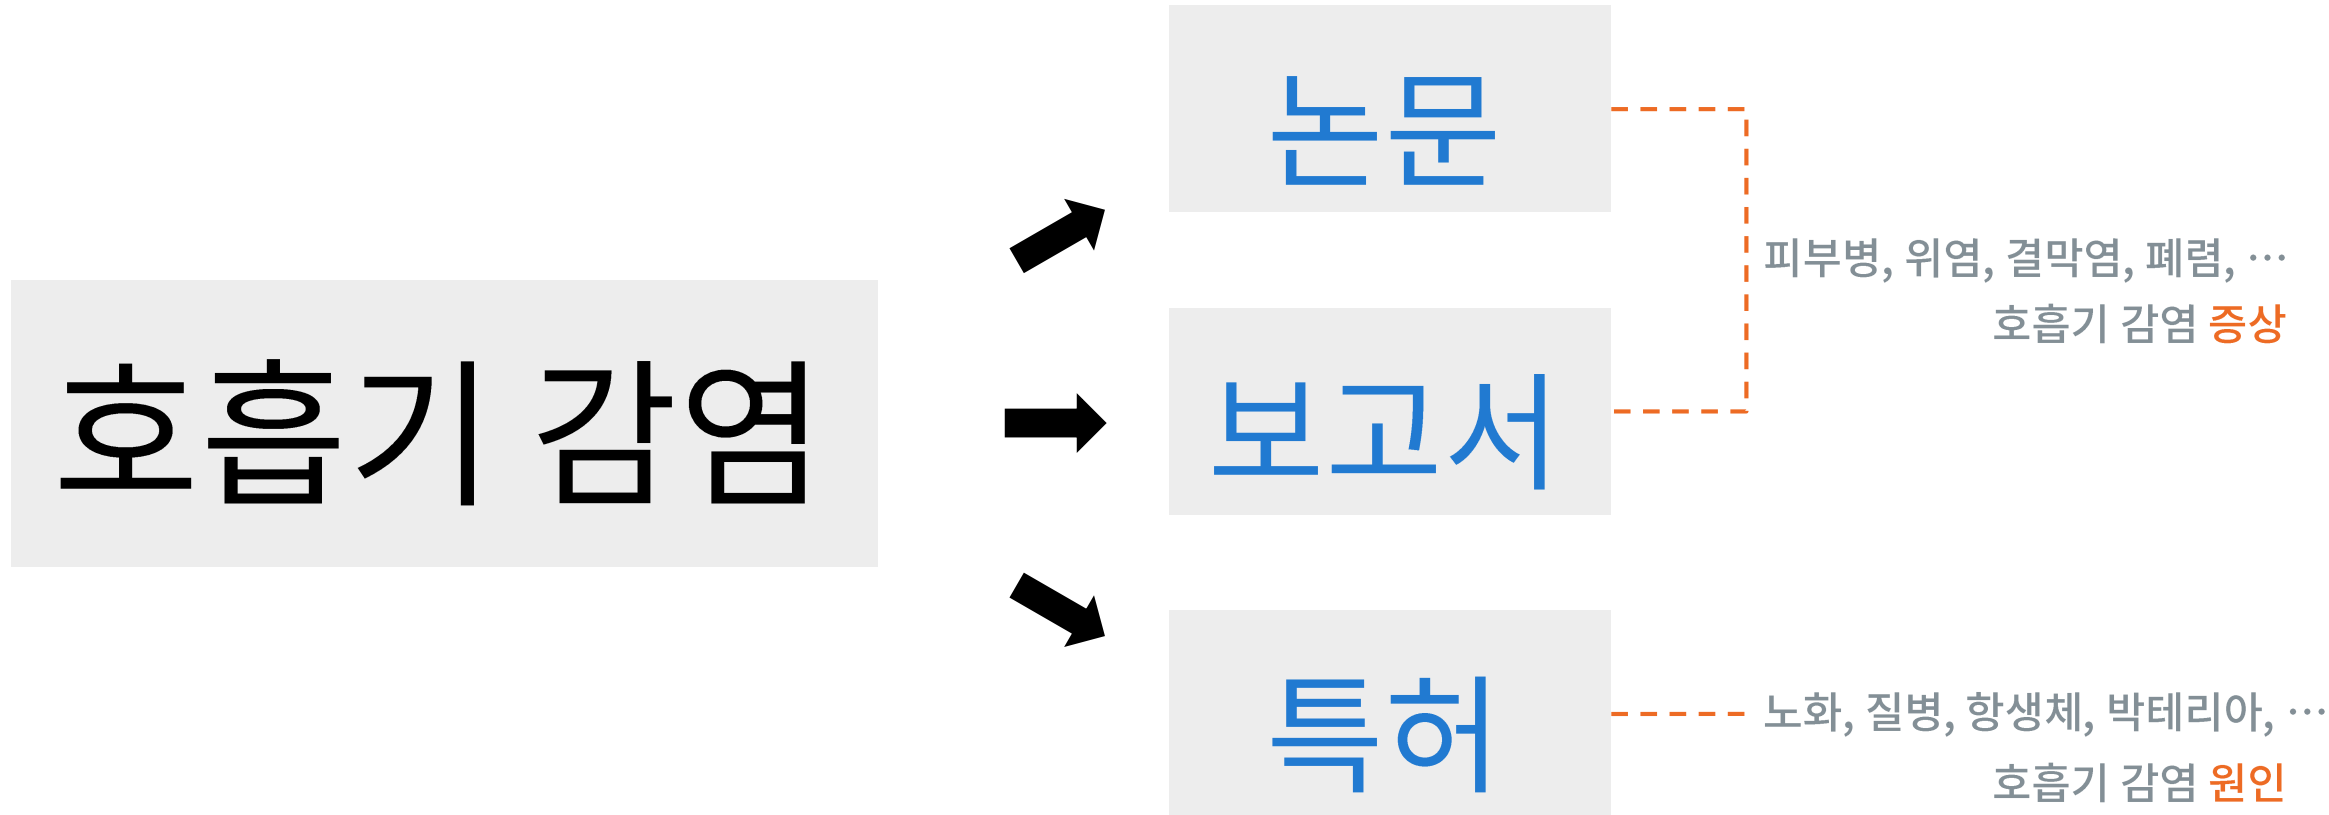 호흡기 감염
논문
보고서
특허
피부병, 위염, 결막염, 폐렴, ⋯
호흡기 감염 증상
노화, 질병, 항생체, 박테리아, ⋯
호흡기 감염 원인